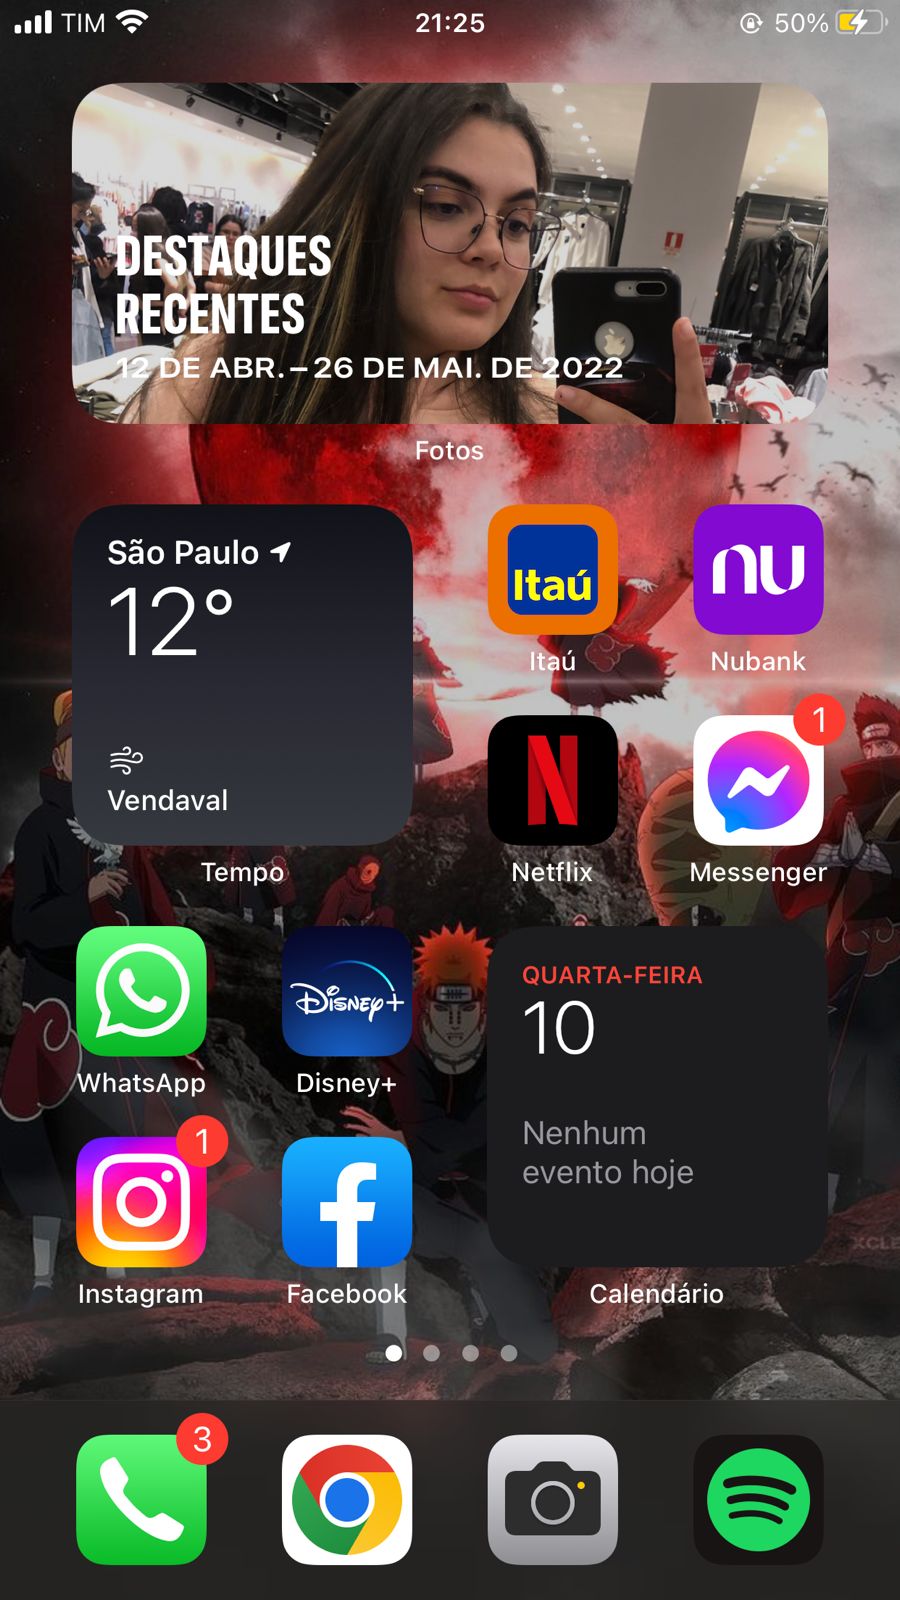 TIM
21:25
50%
DESTAQUES
RECENTES
12 DE ABR. – 26 DE MAI. DE 2022
Fotos
São Paulo
12°
Vendaval
Tempo
Itaú
Itaú
nu
Nubank
N
Netflix
1
Messenger
WhatsApp
Disney+
Disney+
QUARTA-FEIRA
10
Nenhum
evento hoje
Calendário
1
Instagram
f
Facebook
XCLE
3